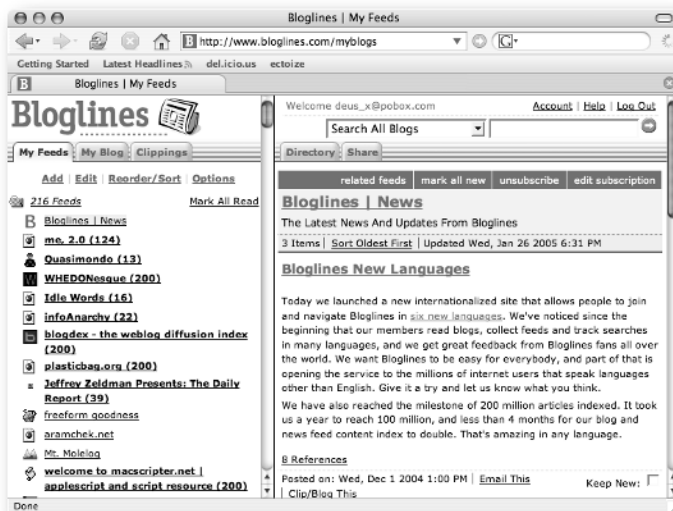 Bloglines | My Feeds
http://www.bloglines.com/myblogs
G
Getting Started Latest Headlines del.icio.us ectoize
B Bloglines | My Feeds
Bloglines
My Feeds My Blog Clippings
Add | Edit | Reorder/Sort | Options
216 Feeds Mark All Read
B Bloglines | News
me, 2.0 (124)
Quasimondo (13)
WHEDONesque (200)
Idle Words (16)
infoAnarchy (22)
blogdex - the weblog diffusion index
(200)
plasticbag.org (200)
Jeffrey Zeldman Presents: The Daily
Report (39)
freeform goodness
aramchek.net
Mt. Molelog
welcome to macscripter.net |
applescript and script resource (200)
Welcome deus_x@pobox.com Account | Help | Log Out
Search All Blogs
Directory Share
related feeds mark all new unsubscribe edit subscription
Bloglines | News
The Latest News And Updates From Bloglines
3 Items | Sort Oldest First | Updated Wed, Jan 26 2005 6:31 PM
Bloglines New Languages
Today we launched a new internationalized site that allows people to join
and navigate Bloglines in six new languages. We've noticed since the
beginning that our members read blogs, collect feeds and track searches
in many languages, and we get great feedback from Bloglines fans all over
the world. We want Bloglines to be easy for everybody, and part of that is
opening the service to the millions of internet users that speak languages
other than English. Give it a try and let us know what you think.
We have also reached the milestone of 200 million articles indexed. It took
us a year to reach 100 million, and less than 4 months for our blog and
news feed content index to double. That's amazing in any language.
8 References
Posted on: Wed, Dec 1 2004 1:00 PM | Email This
| Clip/Blog This
Keep New:
Done